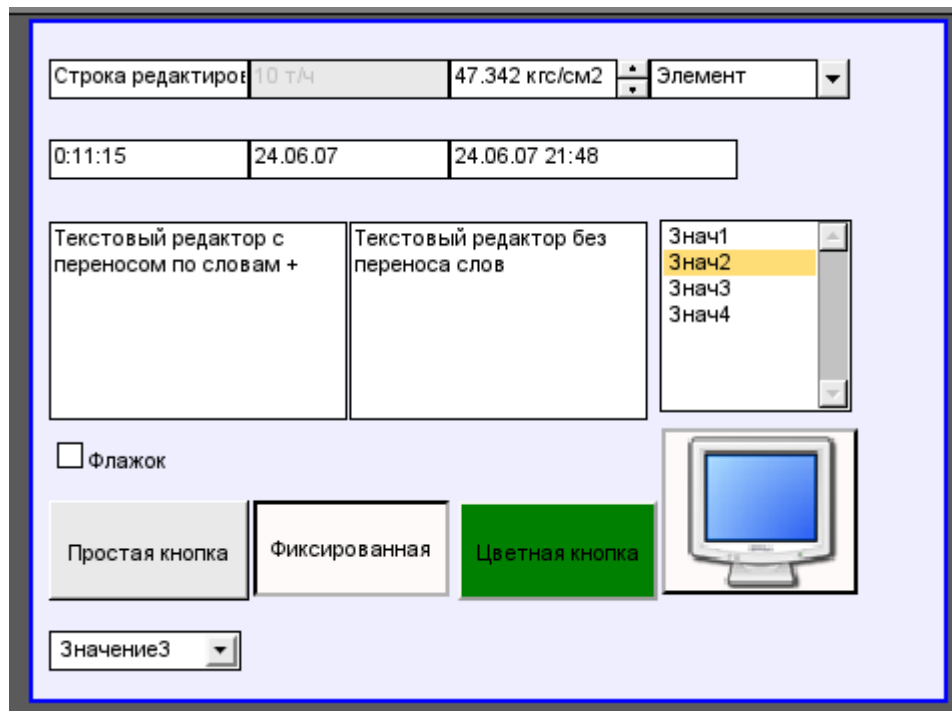 Строка редактиров
10 т/ч
47.342 кгс/см2
Элемент
0:11:15
24.06.07
24.06.07 21:48
Текстовый редактор с
переносом по словам +
Текстовый редактор без
переноса слов
Знач1
Знач2
Знач3
Знач4
Флажок
Простая кнопка
Фиксированная
Цветная кнопка
Значение3